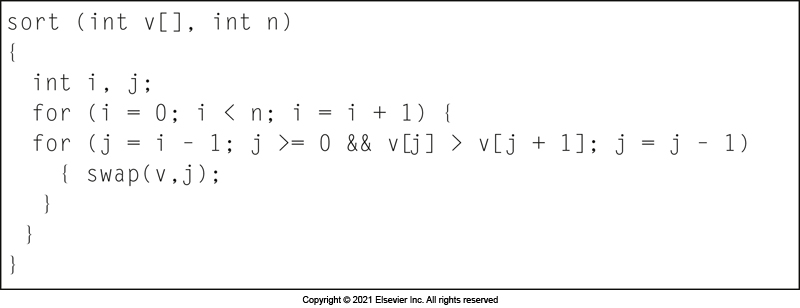 sort (int v[], int n)
{
int i, j;
for (i = 0; i < n; i = i + 1) {
for (j = i - 1; j >= 0 && v[j] > v[j + 1]; j = j - 1)
{ swap(v,j);
}
}
}
Copyright © 2021 Elsevier Inc. All rights reserved